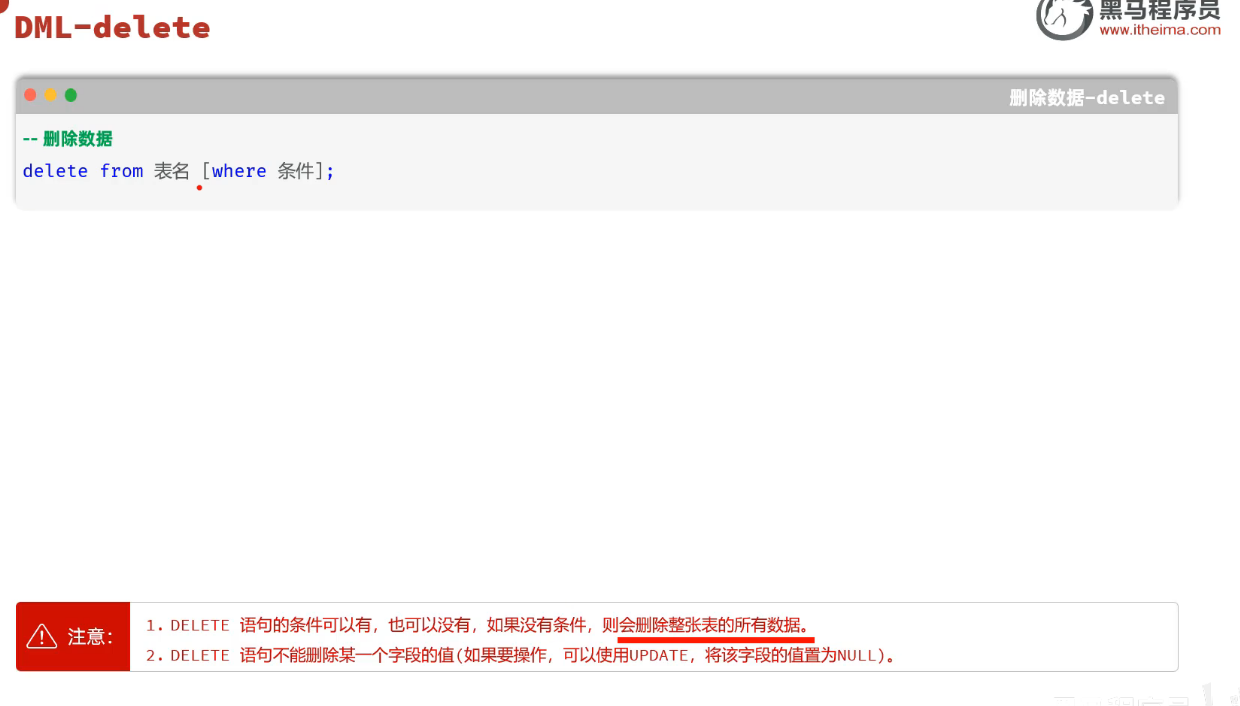 DML-delete
黑马程序员
www.itheima.com
删除数据-delete
-- 删除数据
delete from 表名 [where 条件];
注意：
1. DELETE 语句的条件可以有，也可以没有，如果没有条件，则会删除整张表的所有数据。
2. DELETE 语句不能删除某一个字段的值(如果要操作，可以使用UPDATE，将该字段的值置为NULL)。